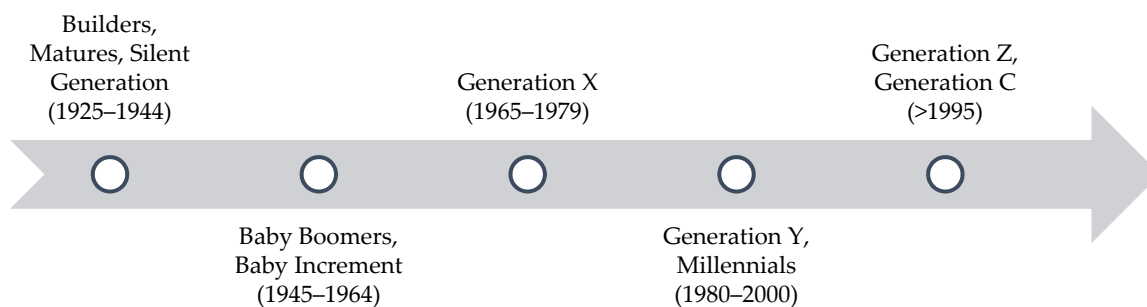 Builders,
Matures, Silent
Generation
(1925–1944)
Baby Boomers,
Baby Increment
(1945–1964)
Generation X
(1965–1979)
Generation Y,
Millennials
(1980–2000)
Generation Z,
Generation C
(>1995)